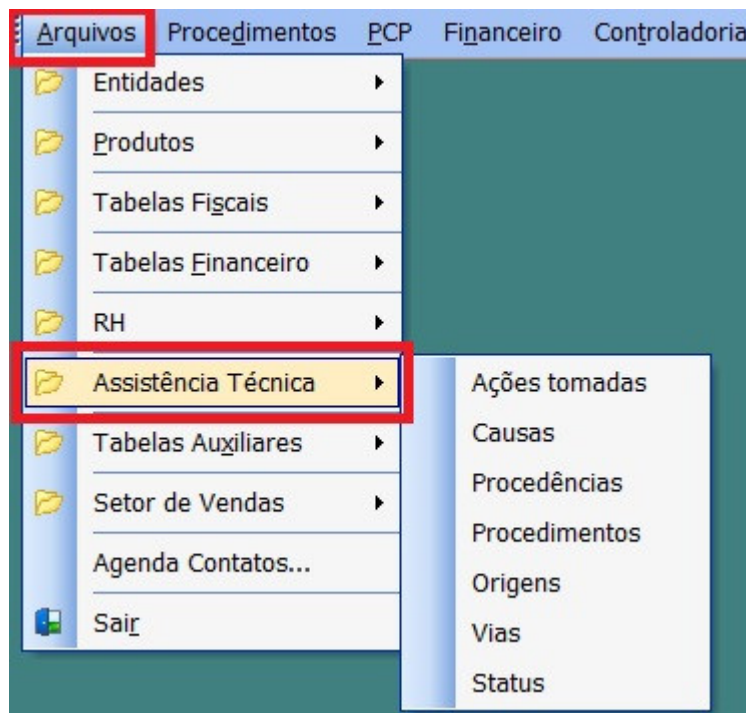 Arquivos Procedimentos PCP Financeiro Controladoria
Entidades
Produtos
Tabelas Fiscais
Tabelas Financeiro
RH
Assistência Técnica
Tabelas Auxiliares
Setor de Vendas
Agenda Contatos...
Sair
Ações tomadas
Causas
Procedências
Procedimentos
Origens
Vias
Status